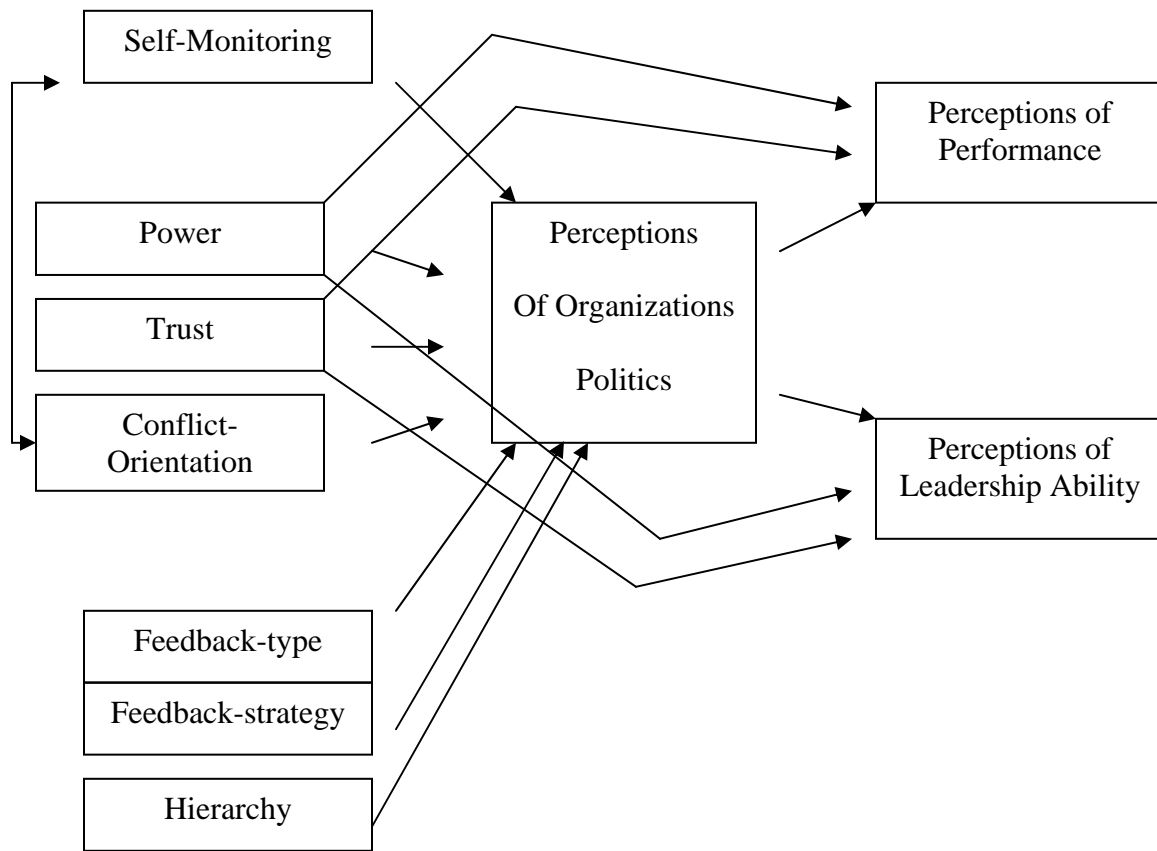 Self-Monitoring
Perceptions of
Performance
Power
Perceptions
Of Organizations
Politics
Trust
Conflict-
Orientation
Perceptions of
Leadership Ability
Feedback-type
Feedback-strategy
Hierarchy